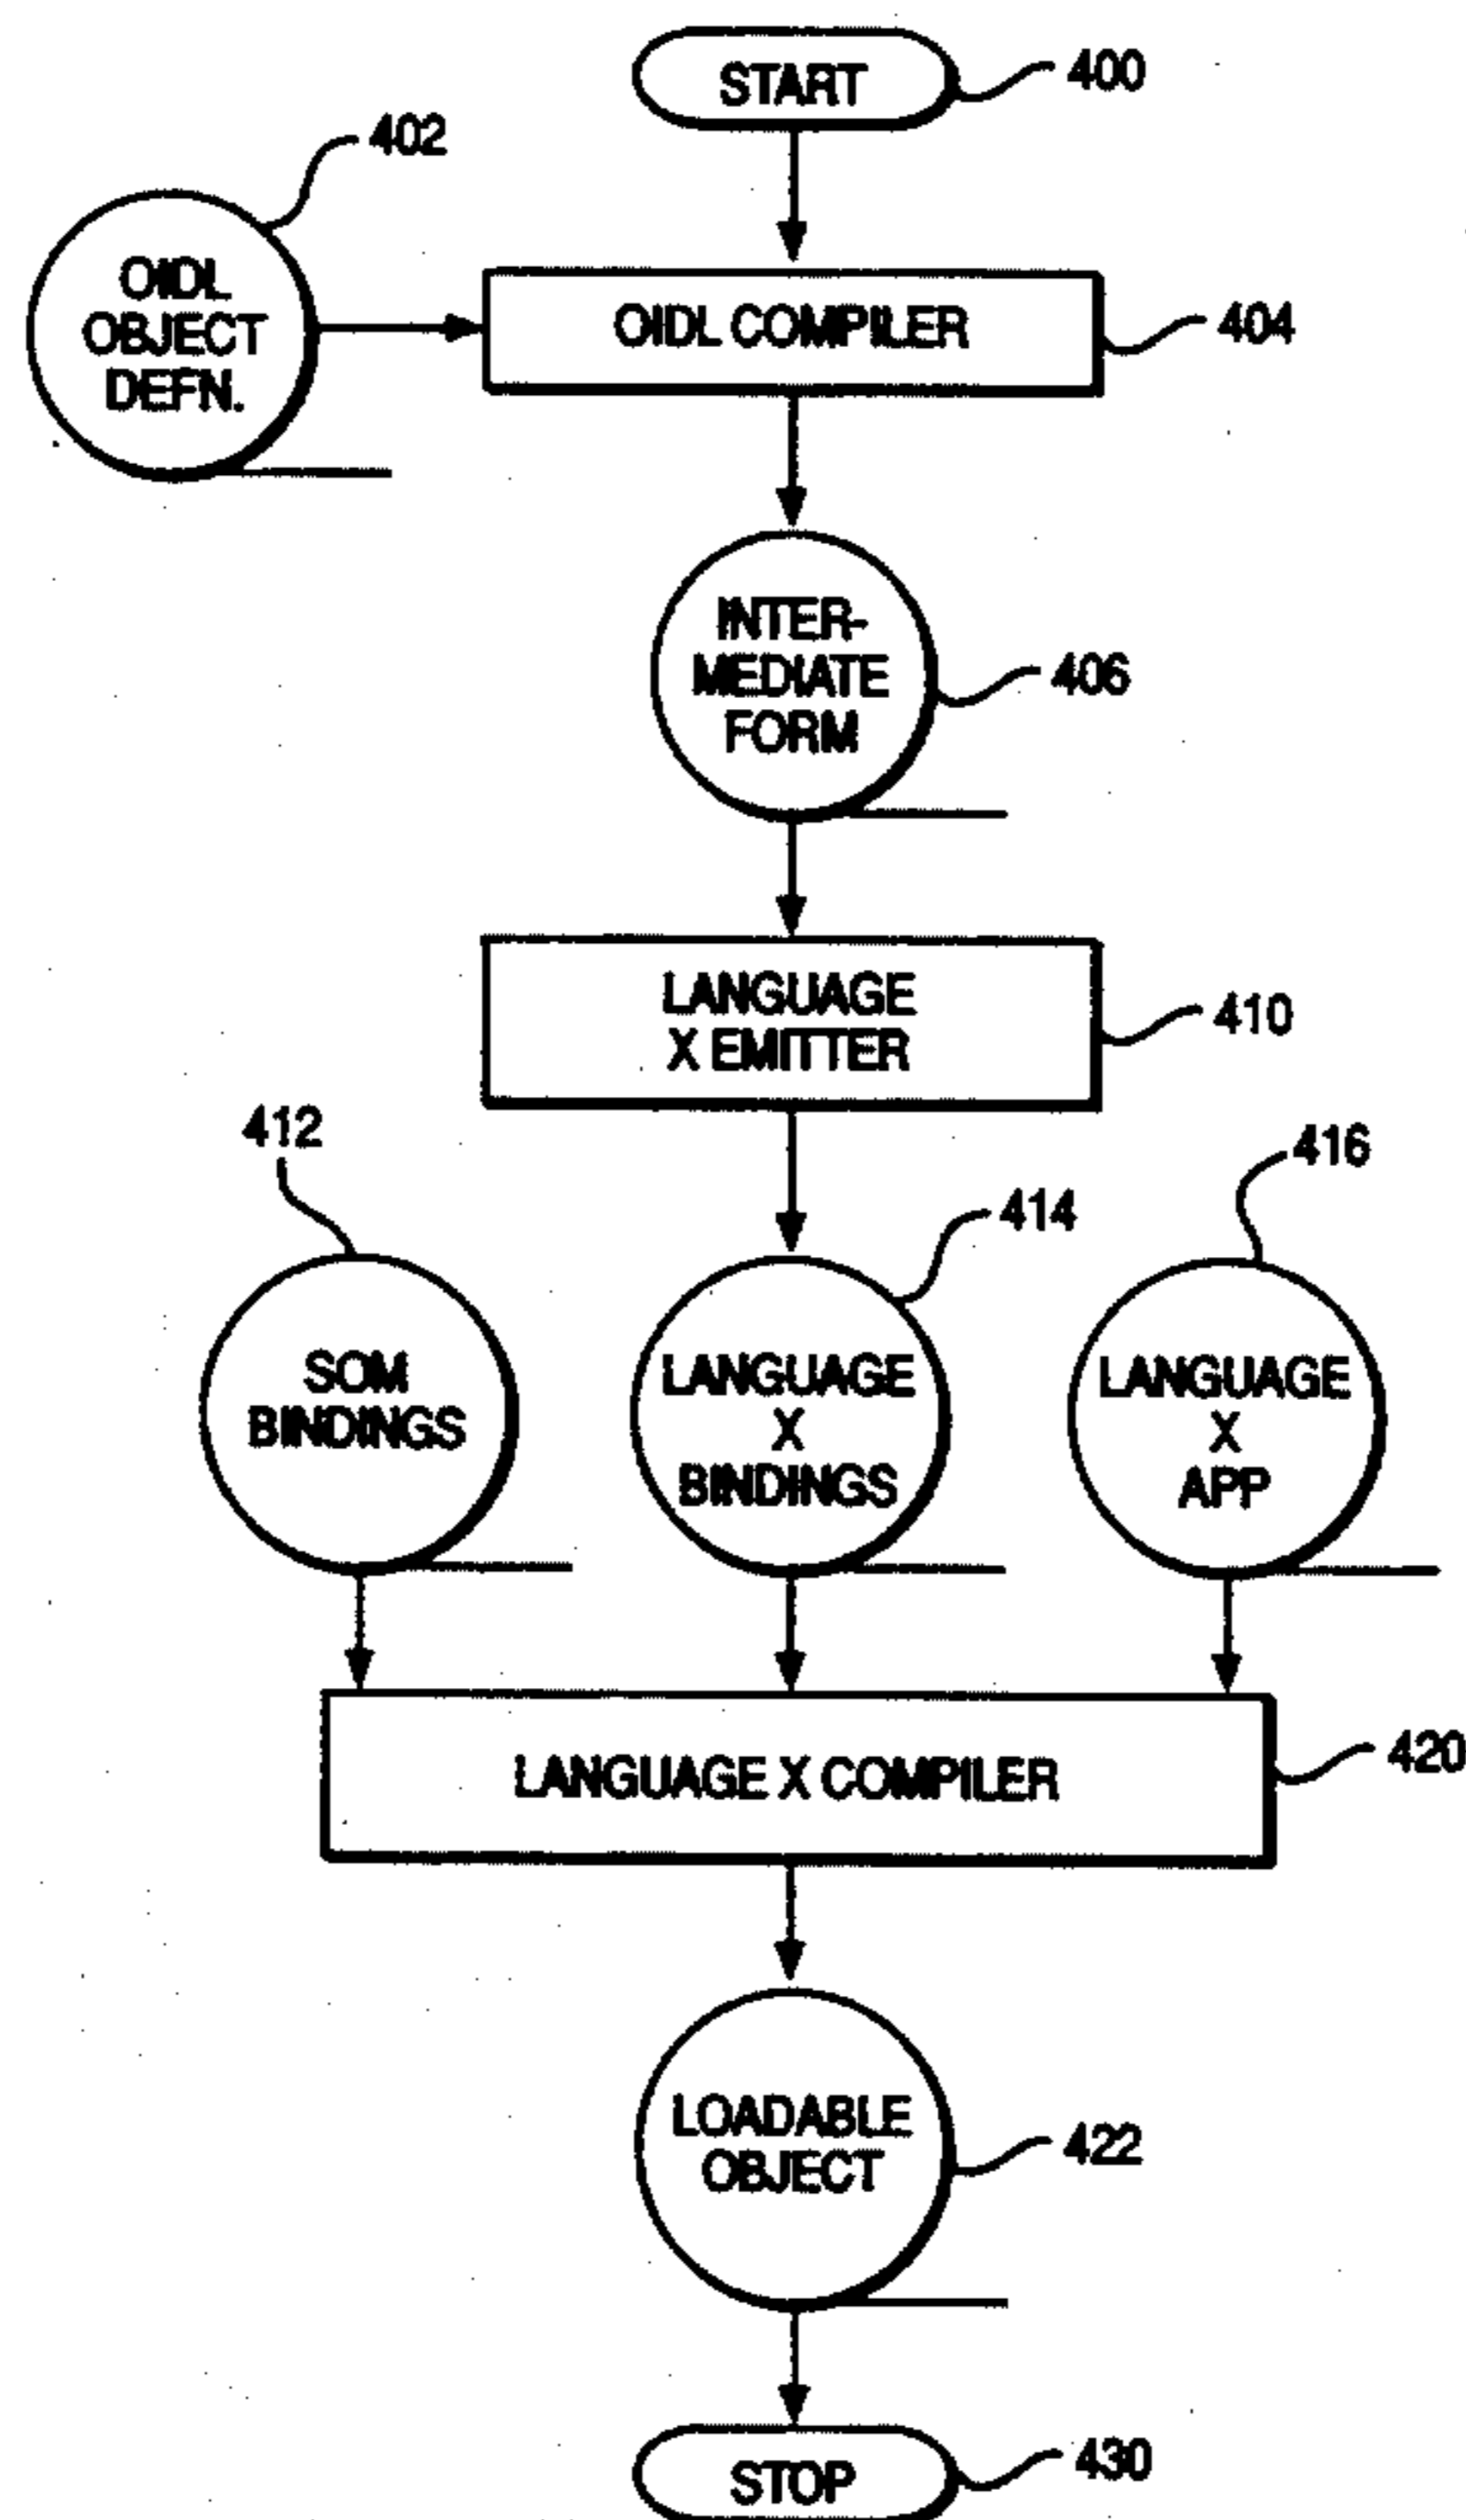 START
400
402
OIDL
OBJECT
DEFN.
OIDL COMPILER
404
INTER-
MEDIATE
FORM
406
LANGUAGE
X EMITTER
410
412
414
416
SOM
BINDINGS
LANGUAGE
X
BINDINGS
LANGUAGE
X
APP
LANGUAGE X COMPILER
420
LOADABLE
OBJECT
422
STOP
430